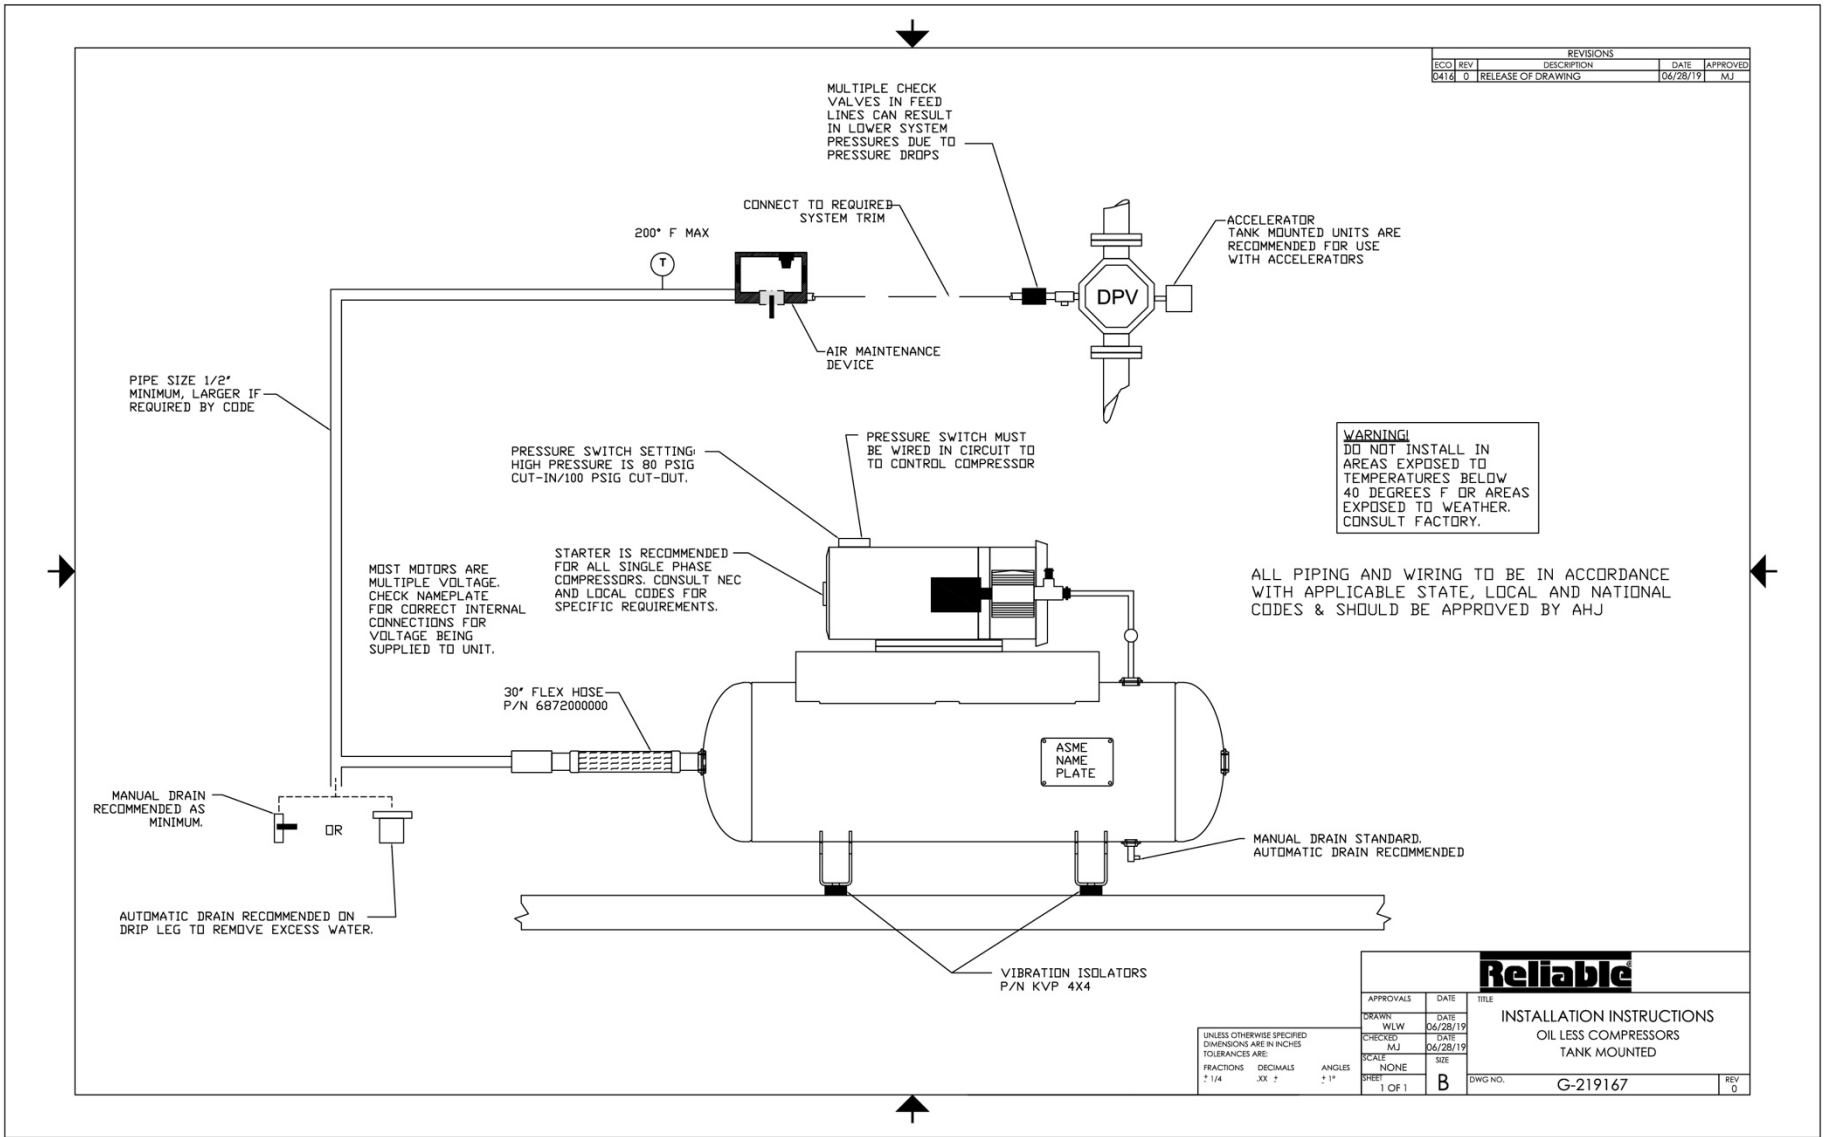 REVISIONS
ECO REV DESCRIPTION DATE APPROVED
0416 0 RELEASE OF DRAWING 06/28/19 MJ
MULTIPLE CHECK
VALVES IN FEED
LINES CAN RESULT
IN LOWER SYSTEM
PRESSURES DUE TO
PRESSURE DROPS
CONNECT TO REQUIRED
SYSTEM TRIM
200° F MAX
T
ACCELERATOR
TANK MOUNTED UNITS ARE
RECOMMENDED FOR USE
WITH ACCELERATORS
DPV
AIR MAINTENANCE
DEVICE
PIPE SIZE 1/2"
MINIMUM, LARGER IF
REQUIRED BY CODE
PRESSURE SWITCH SETTING:
HIGH PRESSURE IS 80 PSIG
CUT-IN/100 PSIG CUT-OUT.
PRESSURE SWITCH MUST
BE WIRED IN CIRCUIT TO
TO CONTROL COMPRESSOR
WARNING!
DO NOT INSTALL IN
AREAS EXPOSED TO
TEMPERATURES BELOW
40 DEGREES F OR AREAS
EXPOSED TO WEATHER.
CONSULT FACTORY.
MOST MOTORS ARE
MULTIPLE VOLTAGE.
CHECK NAMEPLATE
FOR CORRECT INTERNAL
CONNECTIONS FOR
VOLTAGE BEING
SUPPLIED TO UNIT.
STARTER IS RECOMMENDED
FOR ALL SINGLE PHASE
COMPRESSORS. CONSULT NEC
AND LOCAL CODES FOR
SPECIFIC REQUIREMENTS.
ALL PIPING AND WIRING TO BE IN ACCORDANCE
WITH APPLICABLE STATE, LOCAL AND NATIONAL
CODES & SHOULD BE APPROVED BY AHJ
30" FLEX HOSE
P/N 6872000000
ASME
NAME
PLATE
MANUAL DRAIN
RECOMMENDED AS
MINIMUM.
OR
MANUAL DRAIN STANDARD.
AUTOMATIC DRAIN RECOMMENDED
AUTOMATIC DRAIN RECOMMENDED ON
DRIP LEG TO REMOVE EXCESS WATER.
VIBRATION ISOLATORS
P/N KVP 4X4
UNLESS OTHERWISE SPECIFIED
DIMENSIONS ARE IN INCHES
TOLERANCES ARE:
FRACTIONS DECIMALS ANGLES
± 1/4 .XX ± ± 1°
Reliable®
APPROVALS DATE
DRAWN WLW DATE 06/28/19
CHECKED MJ DATE 06/28/19
SCALE NONE SIZE B
SHEET 1 OF 1
TITLE
INSTALLATION INSTRUCTIONS
OIL LESS COMPRESSORS
TANK MOUNTED
DWG NO. G-219167 REV 0